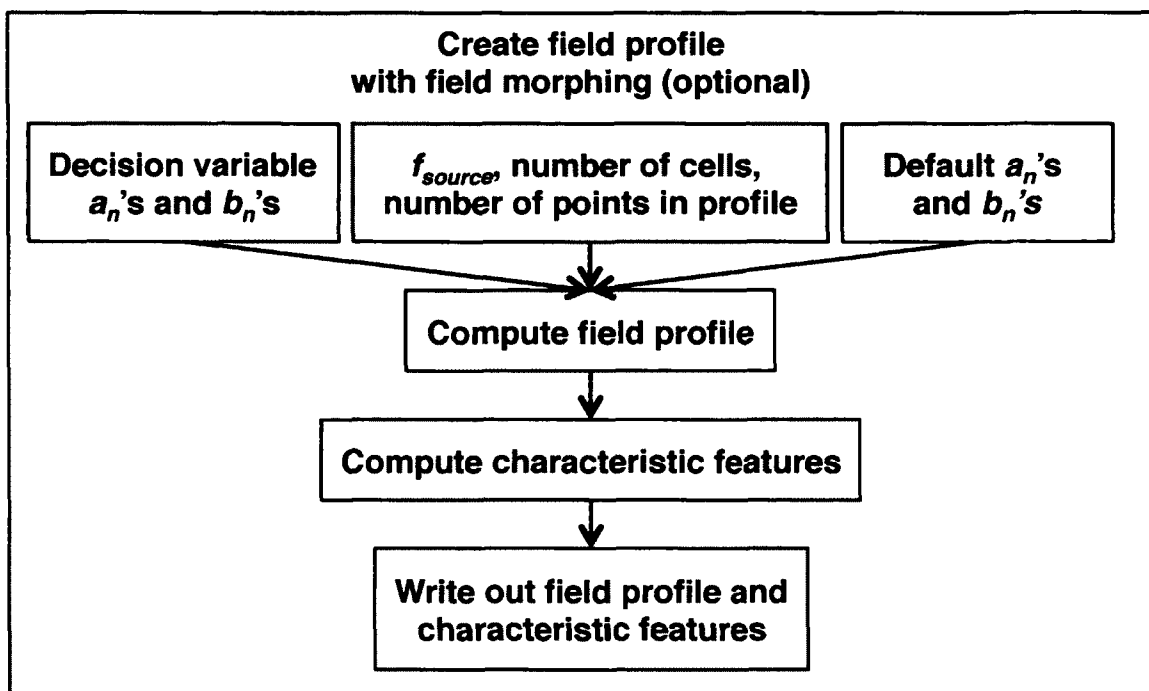 Create field profile
with field morphing (optional)
Decision variable
aₙ's and bₙ's
f_source, number of cells,
number of points in profile
Default aₙ's
and bₙ's
Compute field profile
Compute characteristic features
Write out field profile and
characteristic features